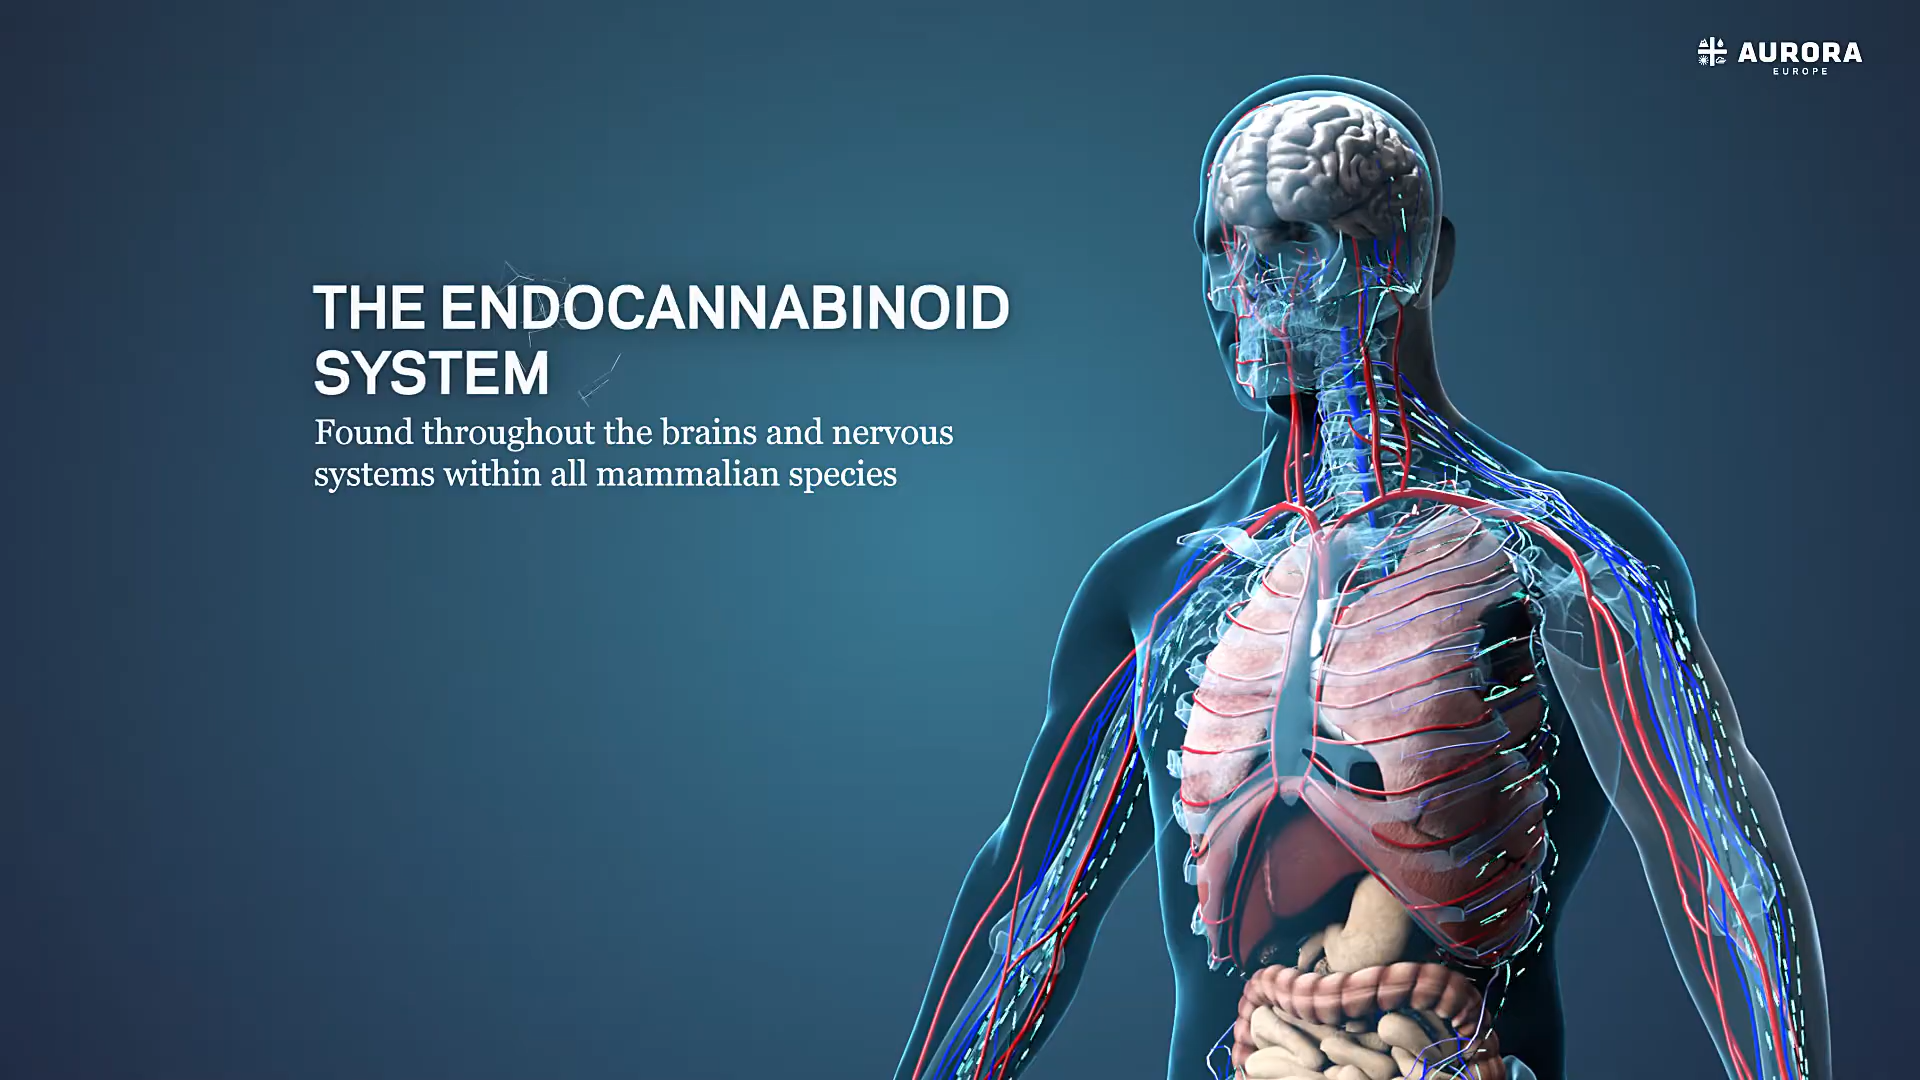 AURORA
EUROPE
THE ENDOCANNABINOID
SYSTEM
Found throughout the brains and nervous
systems within all mammalian species